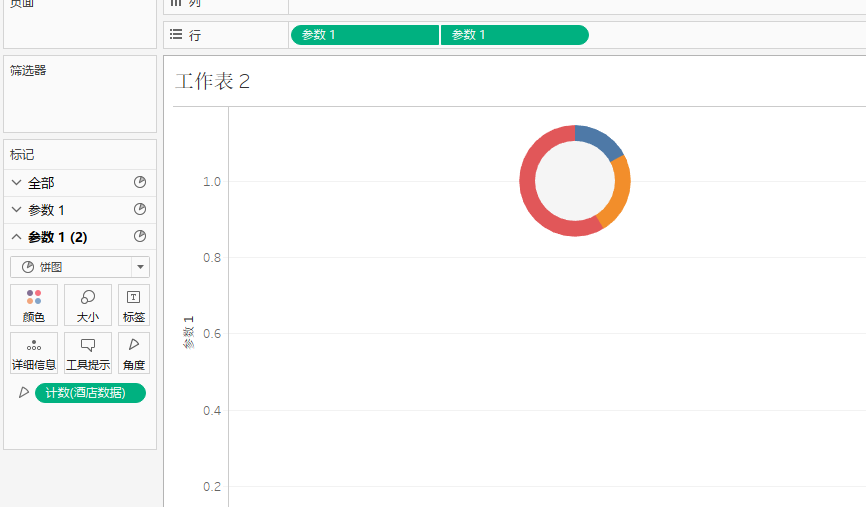 页面
列
行
参数 1
参数 1
筛选器
工作表 2
标记
全部
参数 1
参数 1 (2)
饼图
颜色
大小
标签
详细信息
工具提示
角度
计数(酒店数据)
参数 1
1.0
0.8
0.6
0.4
0.2